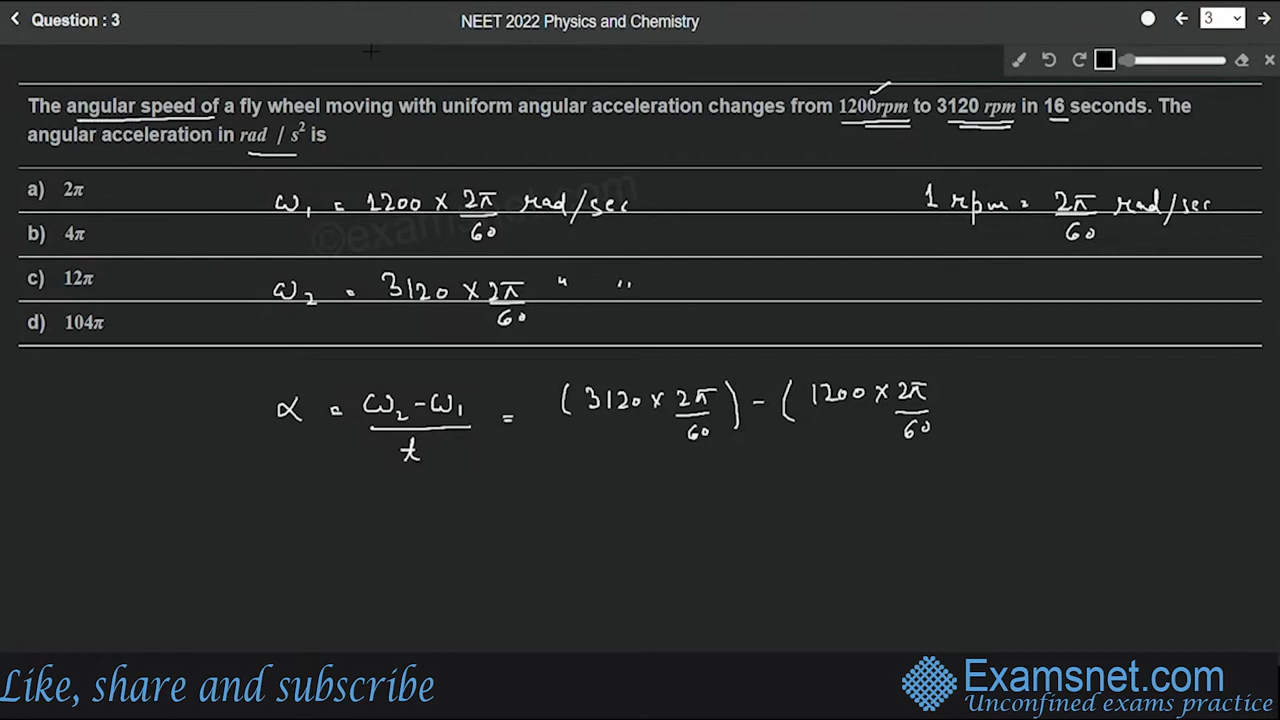 Question : 3
NEET 2022 Physics and Chemistry
3
The angular speed of a fly wheel moving with uniform angular acceleration changes from 1200rpm to 3120 rpm in 16 seconds. The
angular acceleration in rad / s² is
a) 2π
ω₁ = 1200 × 2π/60 rad/sec
1 rpm = 2π/60 rad/sec
b) 4π
c) 12π
ω₂ = 3120 × 2π/60 " "
d) 104π
α = ω₂ - ω₁/t = (3120 × 2π/60) - (1200 × 2π/60
©examsnet
Like, share and subscribe
Examsnet.com
Unconfined exams practice